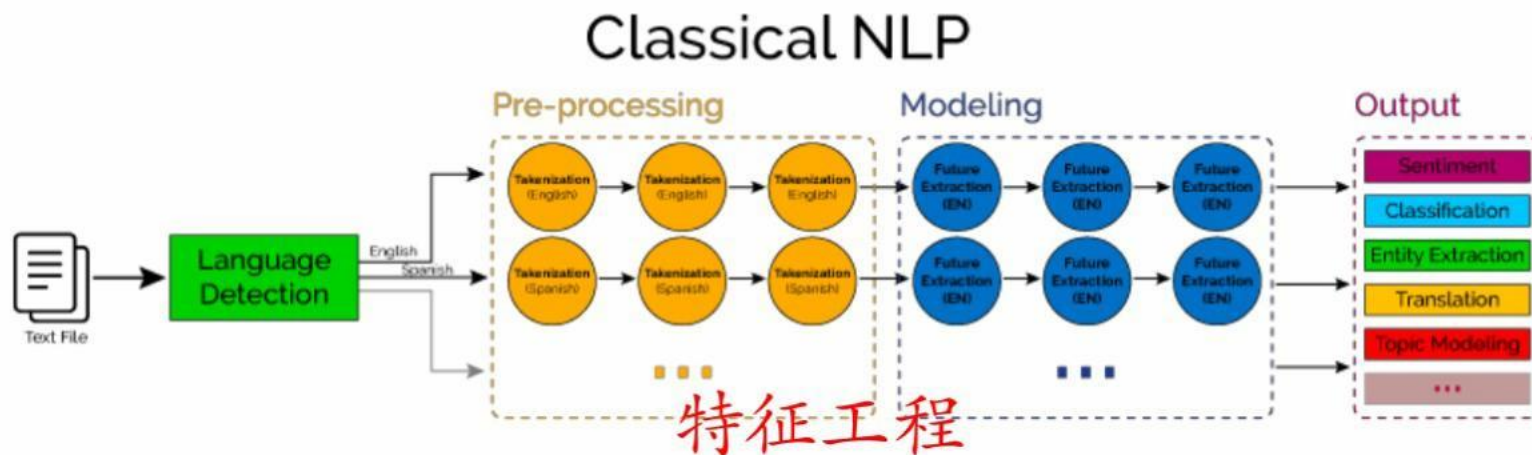 Classical NLP
Pre-processing
Modeling
Output
Text File
Language
Detection
English
Spanish
Takenization
(English)
Takenization
(English)
Takenization
(English)
Future
Extraction
(EN)
Future
Extraction
(EN)
Future
Extraction
(EN)
Takenization
(Spanish)
Takenization
(Spanish)
Takenization
(Spanish)
Future
Extraction
(EN)
Future
Extraction
(EN)
Future
Extraction
(EN)
Sentiment
Classification
Entity Extraction
Translation
Topic Modeling
...
特征工程